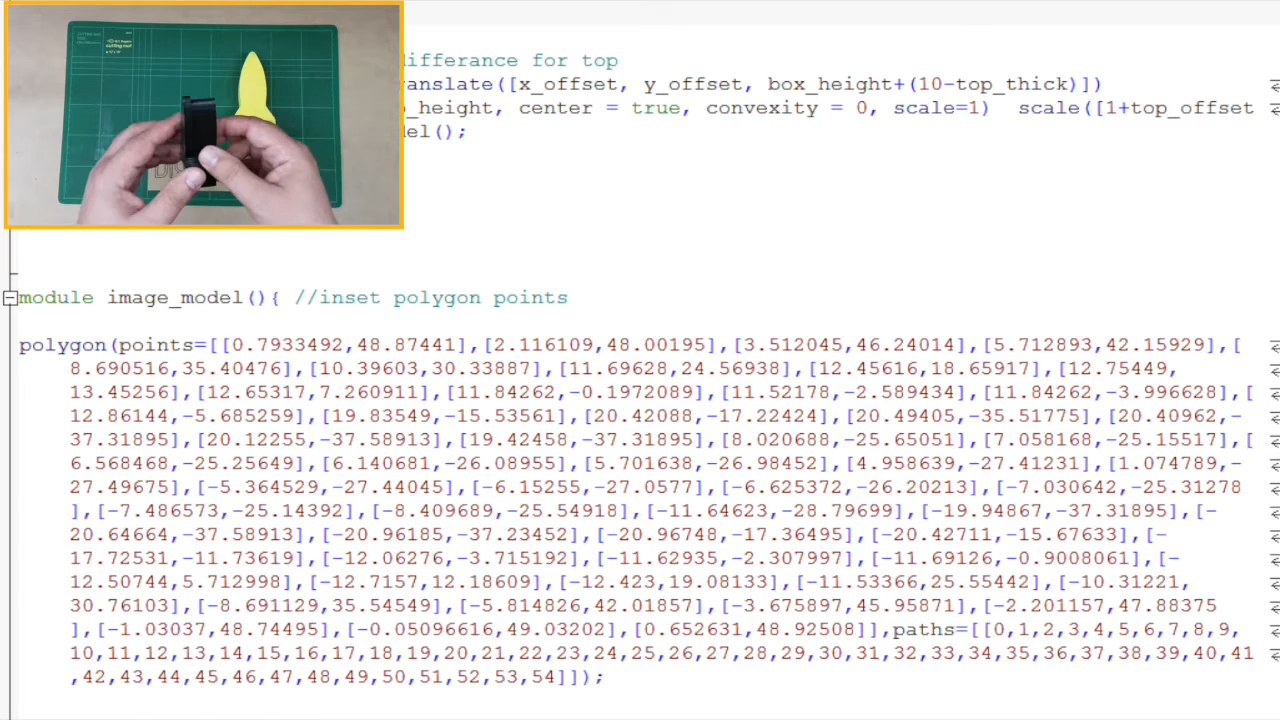 differance for top
ranslate([x_offset, y_offset, box_height+(10-top_thick)])
_height, center = true, convexity = 0, scale=1)  scale([1+top_offset
del();
module image_model(){ //inset polygon points
polygon(points=[[0.7933492,48.87441],[2.116109,48.00195],[3.512045,46.24014],[5.712893,42.15929],[
8.690516,35.40476],[10.39603,30.33887],[11.69628,24.56938],[12.45616,18.65917],[12.75449,
13.45256],[12.65317,7.260911],[11.84262,-0.1972089],[11.52178,-2.589434],[11.84262,-3.996628],[
12.86144,-5.685259],[19.83549,-15.53561],[20.42088,-17.22424],[20.49405,-35.51775],[20.40962,-
37.31895],[20.12255,-37.58913],[19.42458,-37.31895],[8.020688,-25.65051],[7.058168,-25.15517],[
6.568468,-25.25649],[6.140681,-26.08955],[5.701638,-26.98452],[4.958639,-27.41231],[1.074789,-
27.49675],[-5.364529,-27.44045],[-6.15255,-27.0577],[-6.625372,-26.20213],[-7.030642,-25.31278
],[-7.486573,-25.14392],[-8.409689,-25.54918],[-11.64623,-28.79699],[-19.94867,-37.31895],[-
20.64664,-37.58913],[-20.96185,-37.23452],[-20.96748,-17.36495],[-20.42711,-15.67633],[-
17.72531,-11.73619],[-12.06276,-3.715192],[-11.62935,-2.307997],[-11.69126,-0.9008061],[-
12.50744,5.712998],[-12.7157,12.18609],[-12.423,19.08133],[-11.53366,25.55442],[-10.31221,
30.76103],[-8.691129,35.54549],[-5.814826,42.01857],[-3.675897,45.95871],[-2.201157,47.88375
],[-1.03037,48.74495],[-0.05096616,49.03202],[0.652631,48.92508]],paths=[[0,1,2,3,4,5,6,7,8,9,
10,11,12,13,14,15,16,17,18,19,20,21,22,23,24,25,26,27,28,29,30,31,32,33,34,35,36,37,38,39,40,41
,42,43,44,45,46,47,48,49,50,51,52,53,54]]);